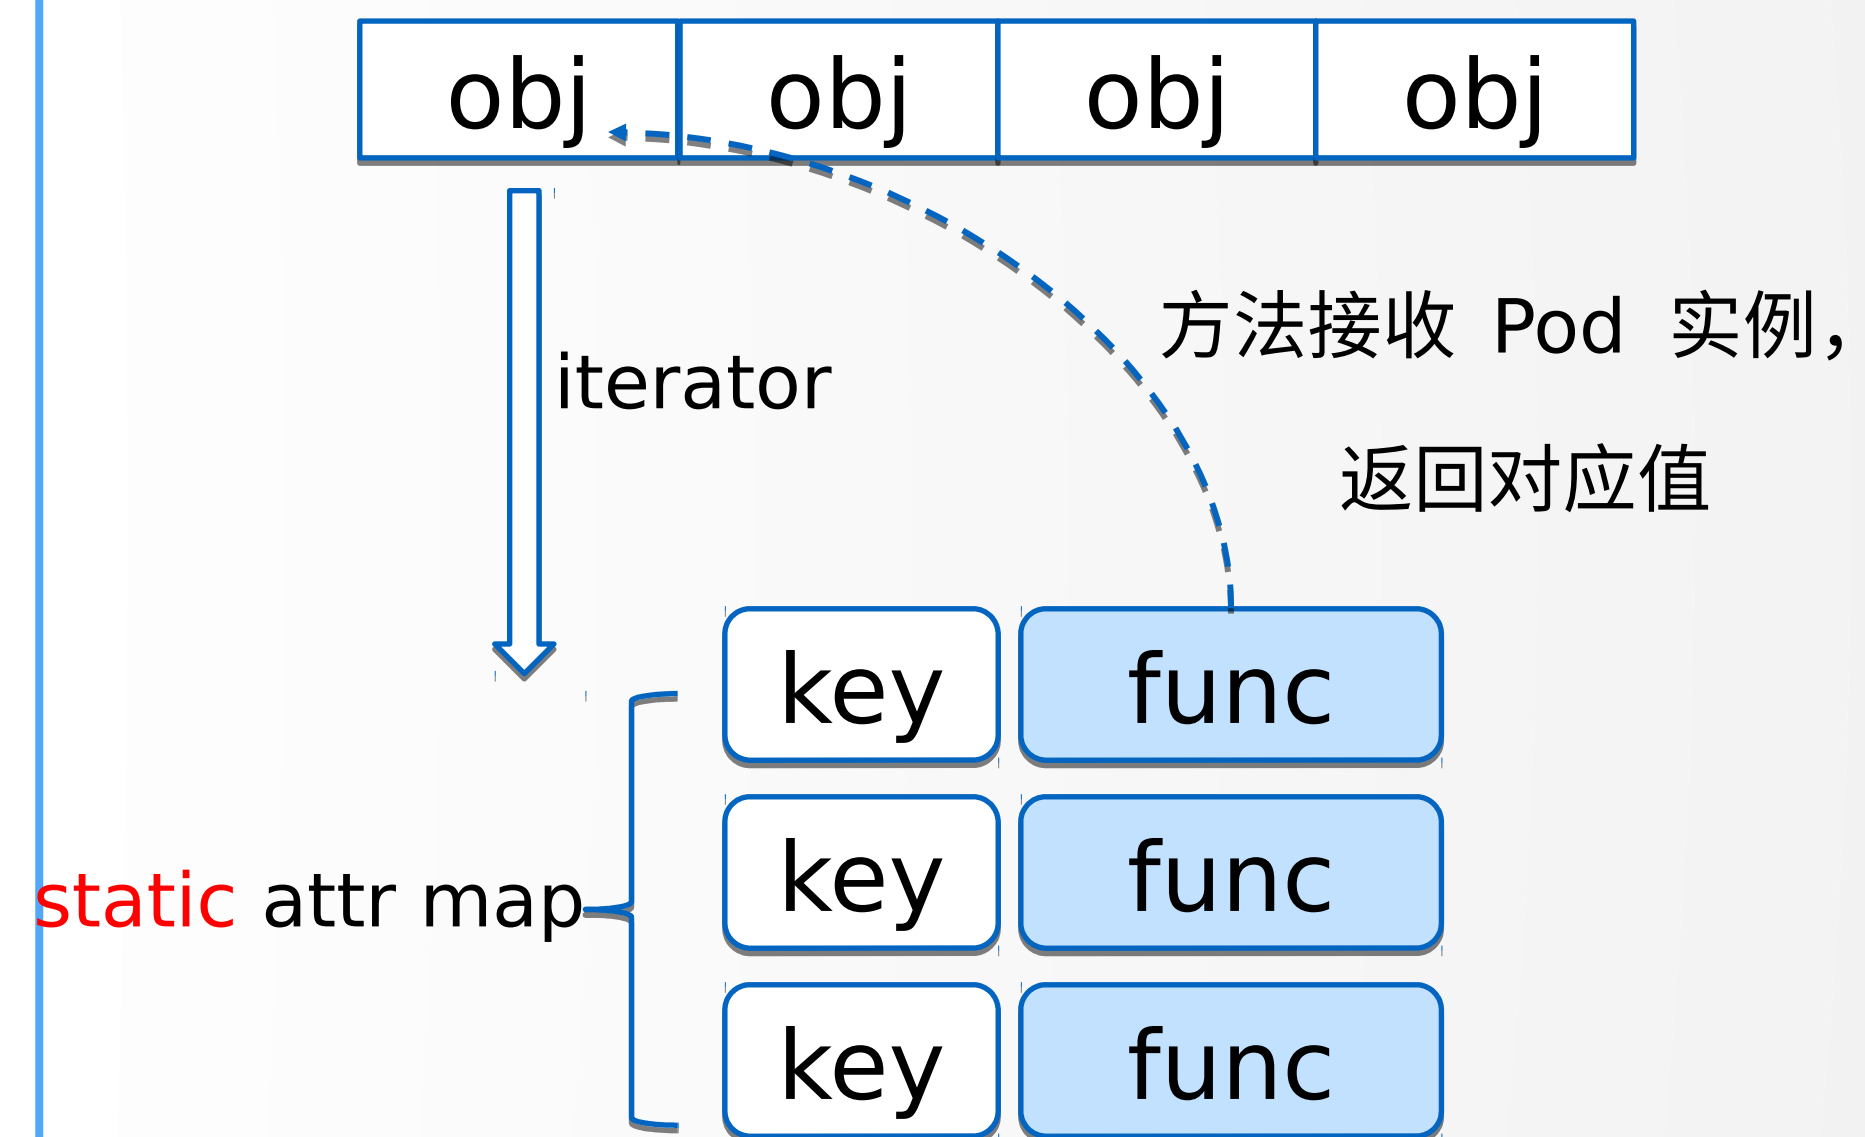 obj obj obj obj
方法接收 Pod 实例，
iterator
返回对应值
key func
key func
static attr map
key func